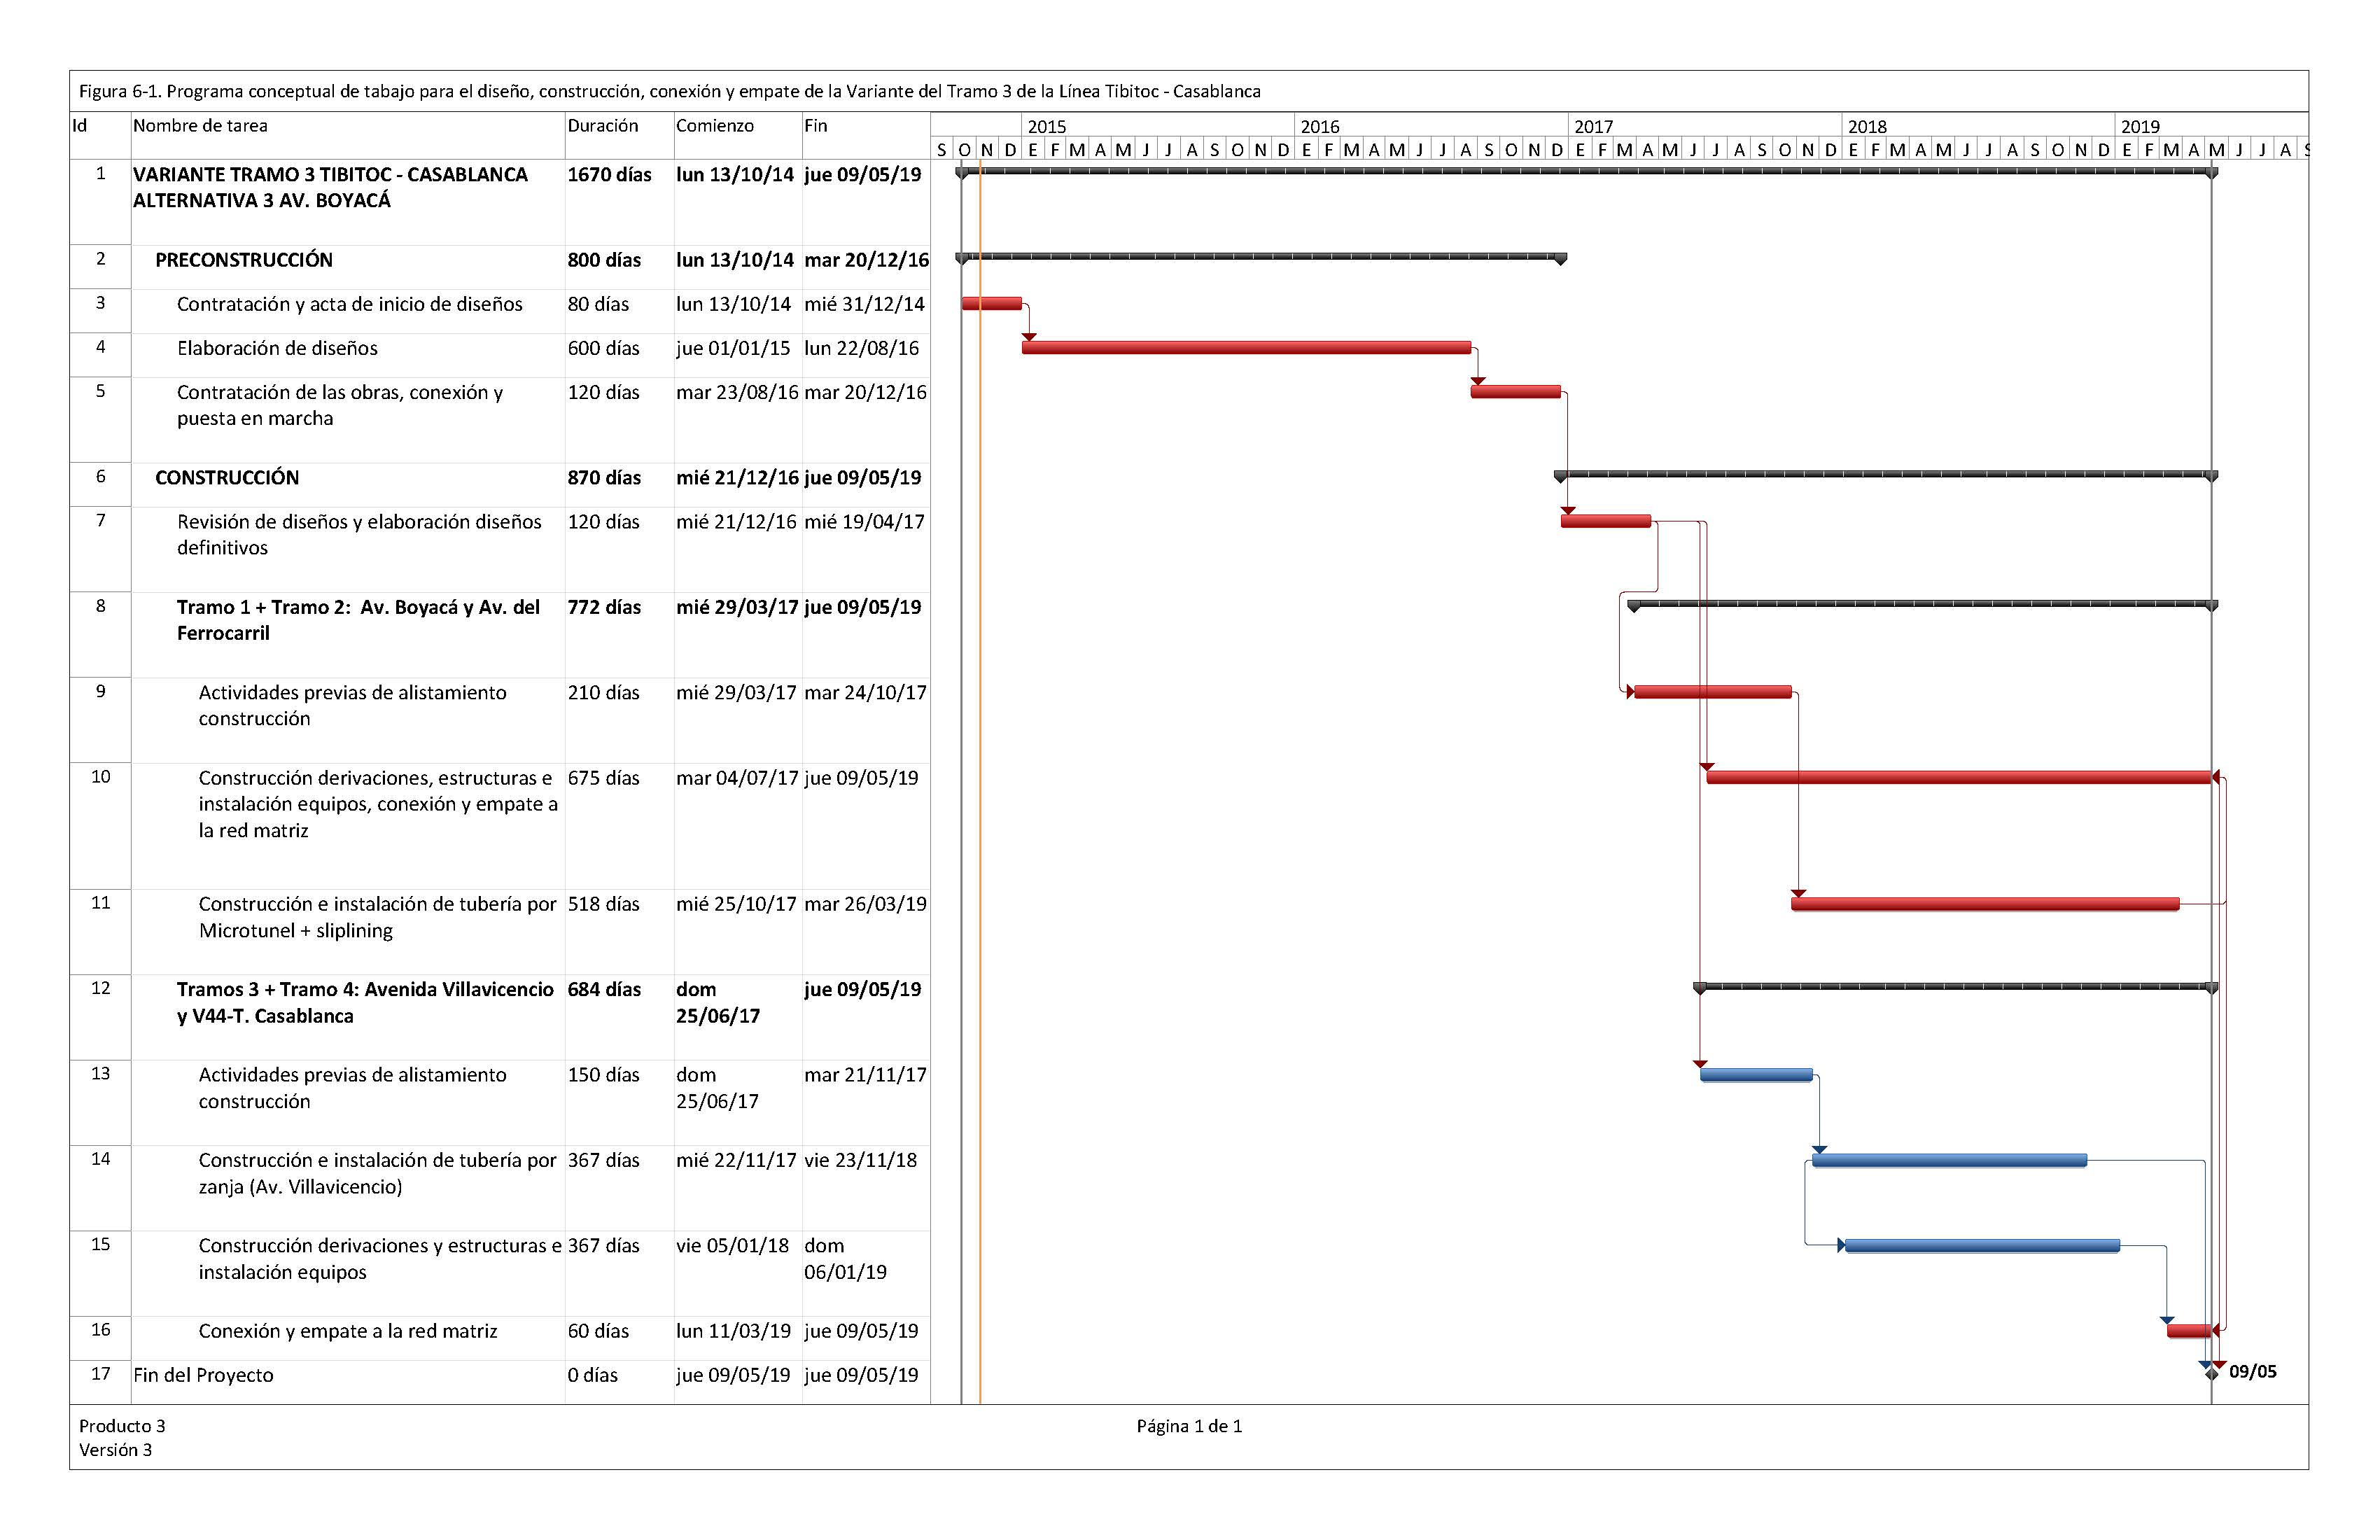 Figura 6-1. Programa conceptual de tabajo para el diseño, construcción, conexión y empate de la Variante del Tramo 3 de la Línea Tibitoc - Casablanca
Id Nombre de tarea Duración Comienzo Fin 2015 2016 2017 2018 2019
S O N D E F M A M J J A S O N D E F M A M J J A S O N D E F M A M J J A S O N D E F M A M J J A S O N D E F M A M J J A S
1 VARIANTE TRAMO 3 TIBITOC - CASABLANCA 1670 días lun 13/10/14 jue 09/05/19
ALTERNATIVA 3 AV. BOYACÁ
2 PRECONSTRUCCIÓN 800 días lun 13/10/14 mar 20/12/16
3 Contratación y acta de inicio de diseños 80 días lun 13/10/14 mié 31/12/14
4 Elaboración de diseños 600 días jue 01/01/15 lun 22/08/16
5 Contratación de las obras, conexión y 120 días mar 23/08/16 mar 20/12/16
puesta en marcha
6 CONSTRUCCIÓN 870 días mié 21/12/16 jue 09/05/19
7 Revisión de diseños y elaboración diseños 120 días mié 21/12/16 mié 19/04/17
definitivos
8 Tramo 1 + Tramo 2: Av. Boyacá y Av. del 772 días mié 29/03/17 jue 09/05/19
Ferrocarril
9 Actividades previas de alistamiento 210 días mié 29/03/17 mar 24/10/17
construcción
10 Construcción derivaciones, estructuras e 675 días mar 04/07/17 jue 09/05/19
instalación equipos, conexión y empate a
la red matriz
11 Construcción e instalación de tubería por 518 días mié 25/10/17 mar 26/03/19
Microtunel + sliplining
12 Tramos 3 + Tramo 4: Avenida Villavicencio 684 días dom jue 09/05/19
y V44-T. Casablanca 25/06/17
13 Actividades previas de alistamiento 150 días dom mar 21/11/17
construcción 25/06/17
14 Construcción e instalación de tubería por 367 días mié 22/11/17 vie 23/11/18
zanja (Av. Villavicencio)
15 Construcción derivaciones y estructuras e 367 días vie 05/01/18 dom
instalación equipos 06/01/19
16 Conexión y empate a la red matriz 60 días lun 11/03/19 jue 09/05/19
17 Fin del Proyecto 0 días jue 09/05/19 jue 09/05/19 09/05
Producto 3 Página 1 de 1
Versión 3